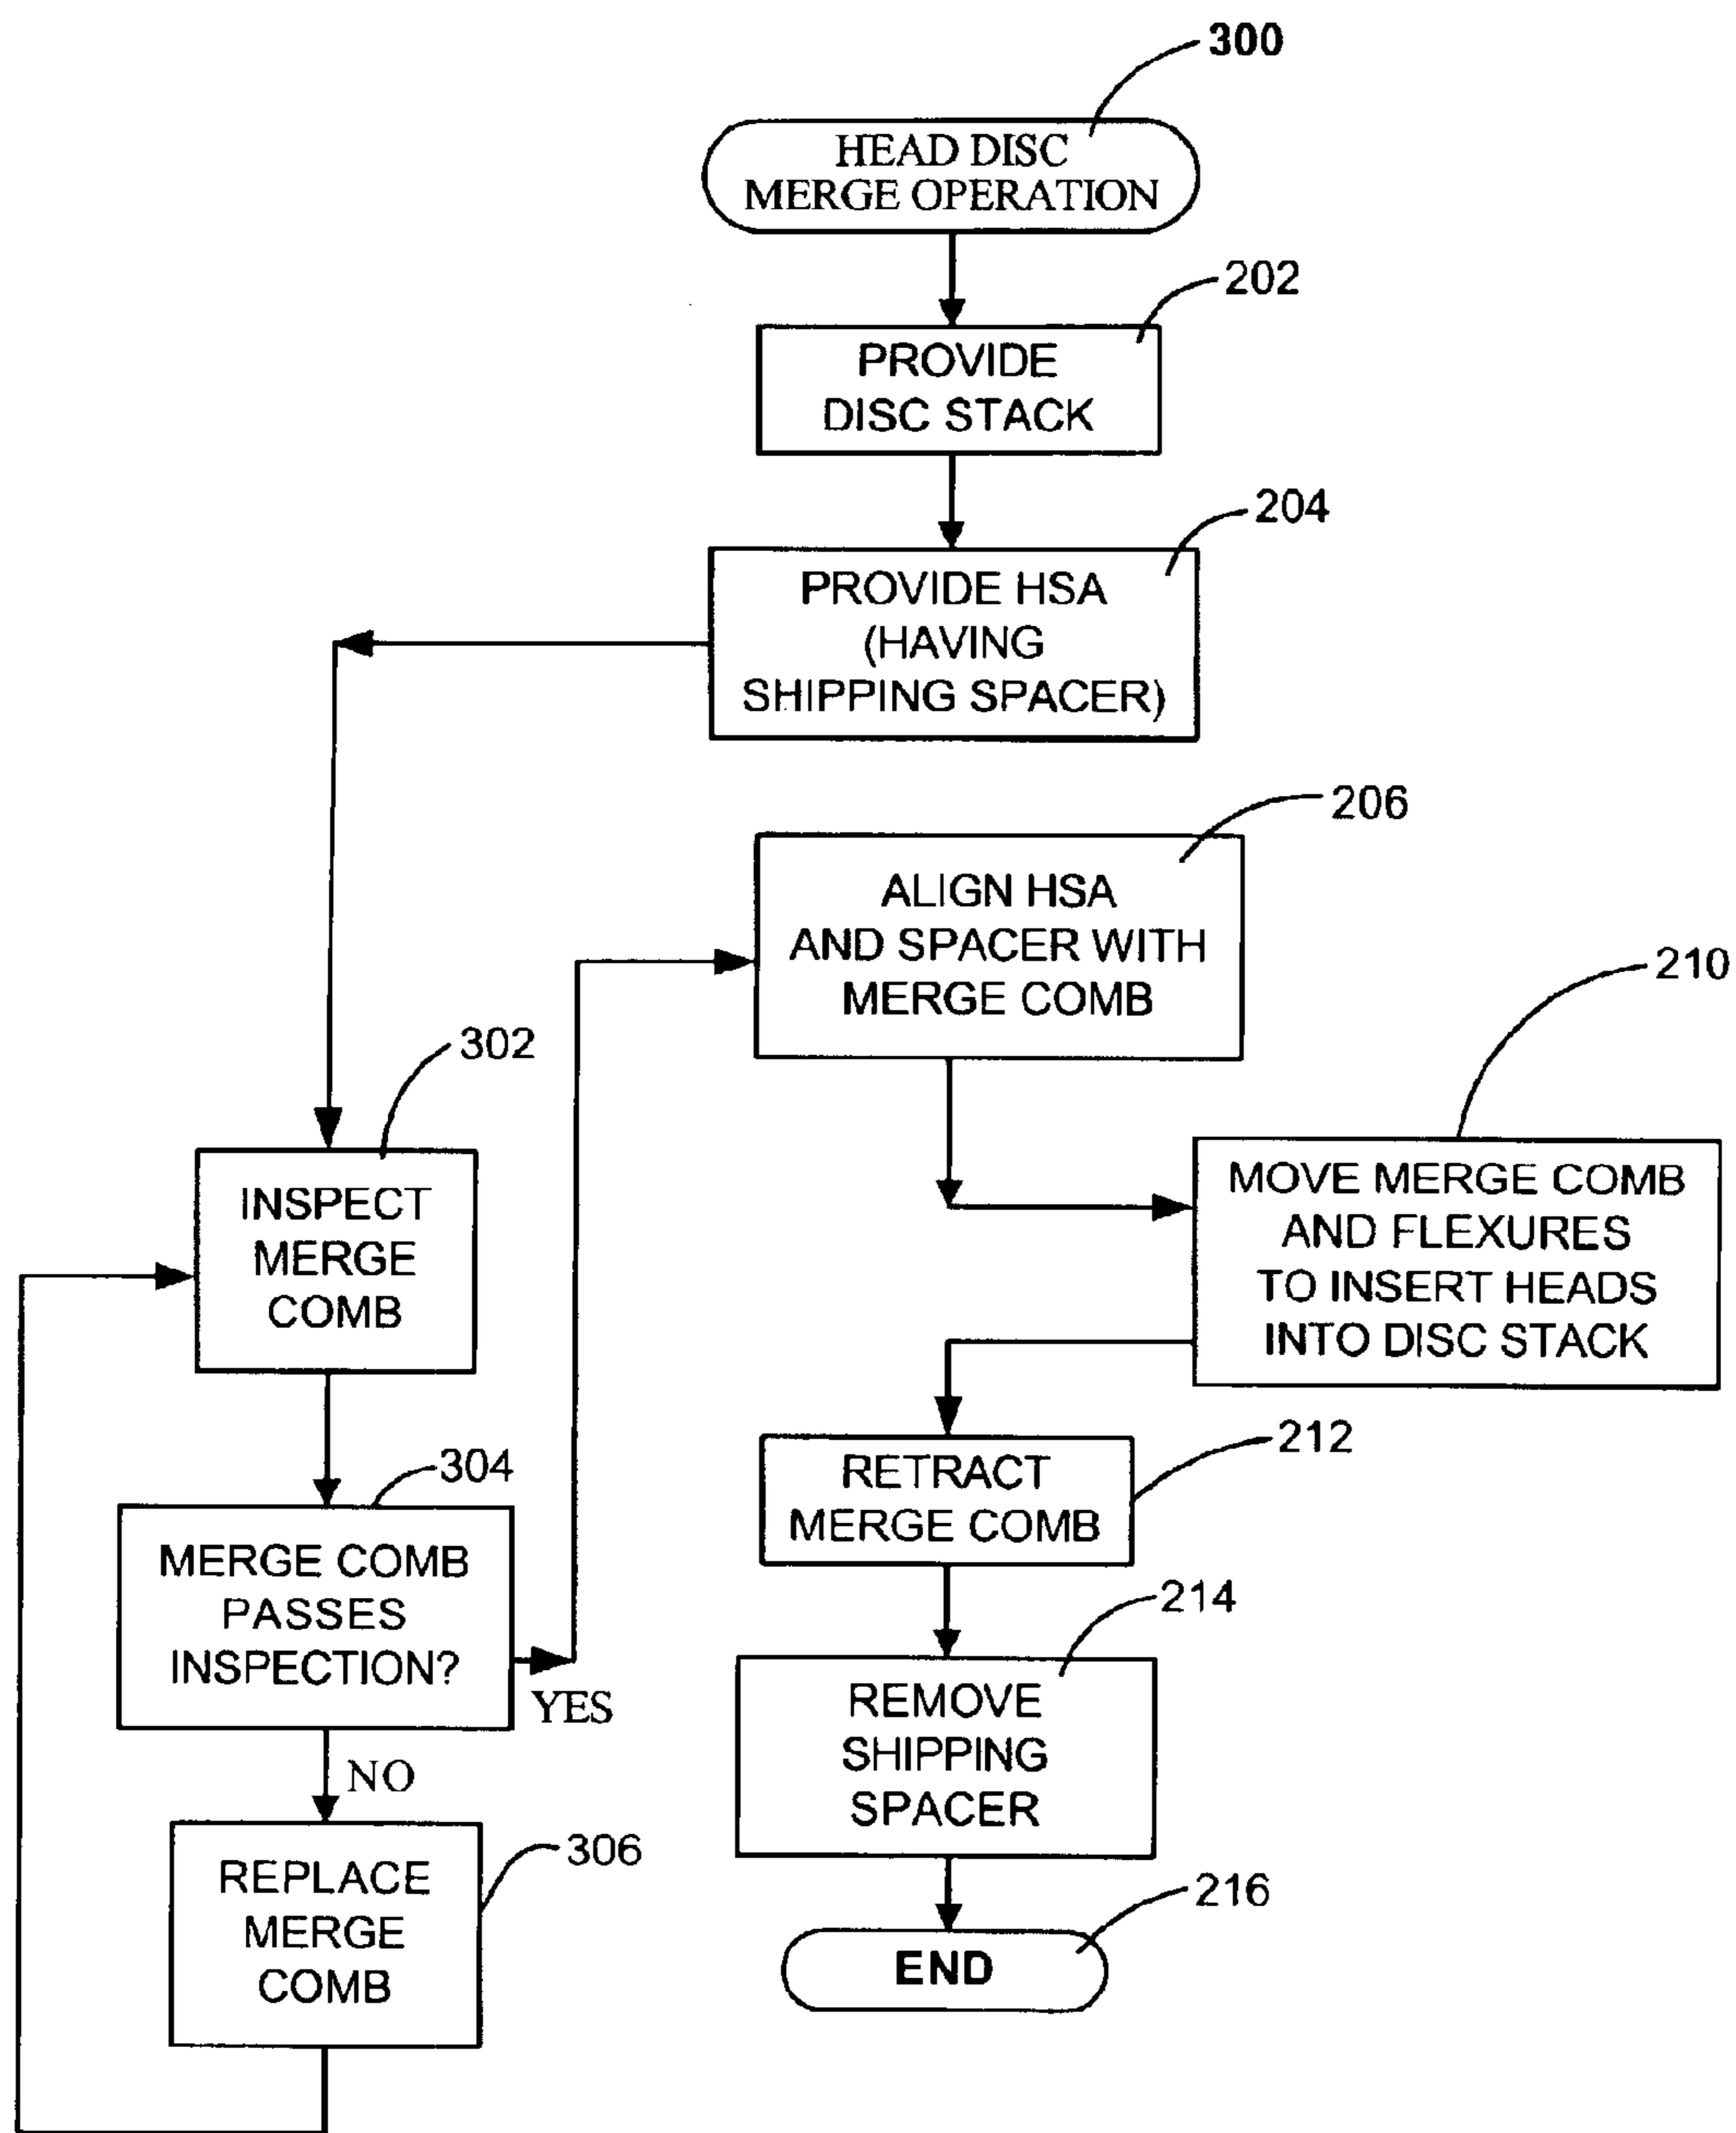 300
HEAD DISC
MERGE OPERATION
202
PROVIDE
DISC STACK
204
PROVIDE HSA
(HAVING
SHIPPING SPACER)
206
ALIGN HSA
AND SPACER WITH
MERGE COMB
210
MOVE MERGE COMB
AND FLEXURES
TO INSERT HEADS
INTO DISC STACK
302
INSPECT
MERGE
COMB
304
MERGE COMB
PASSES
INSPECTION?
YES
NO
306
REPLACE
MERGE
COMB
212
RETRACT
MERGE COMB
214
REMOVE
SHIPPING
SPACER
216
END